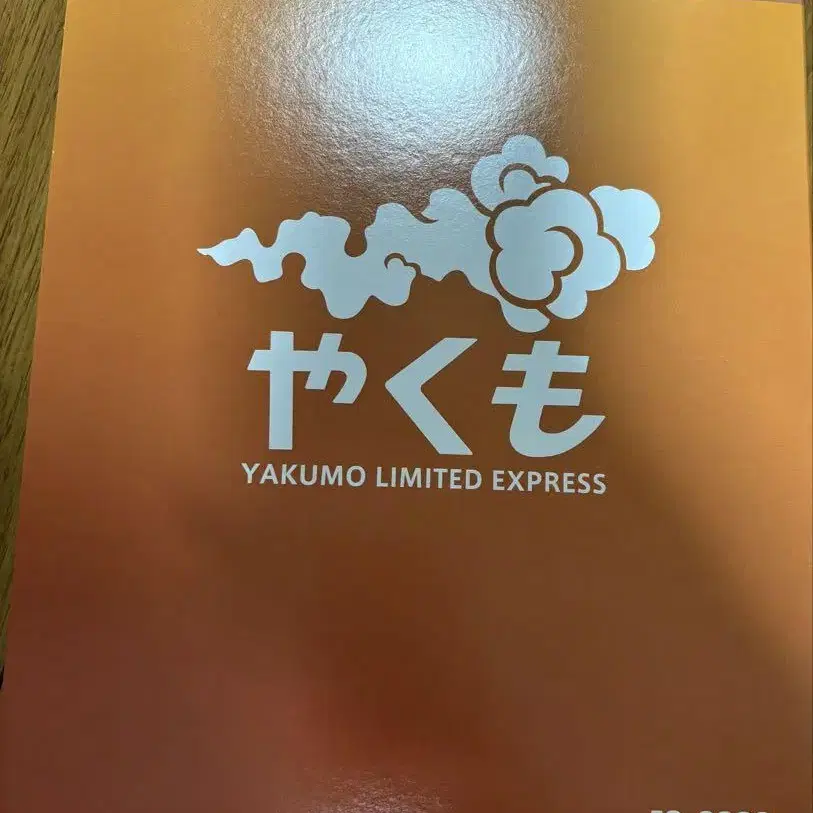 やくも
YAKUMO LIMITED EXPRESS